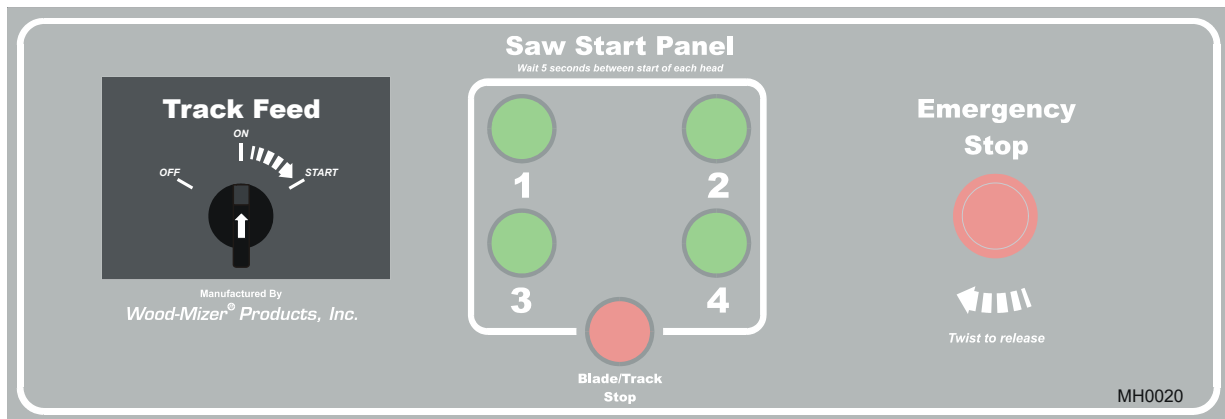 Saw Start Panel
Wait 5 seconds between start of each head
Track Feed
ON
OFF
START
Manufactured By
Wood-Mizer® Products, Inc.
1
2
3
4
Blade/Track
Stop
Emergency
Stop
Twist to release
MH0020